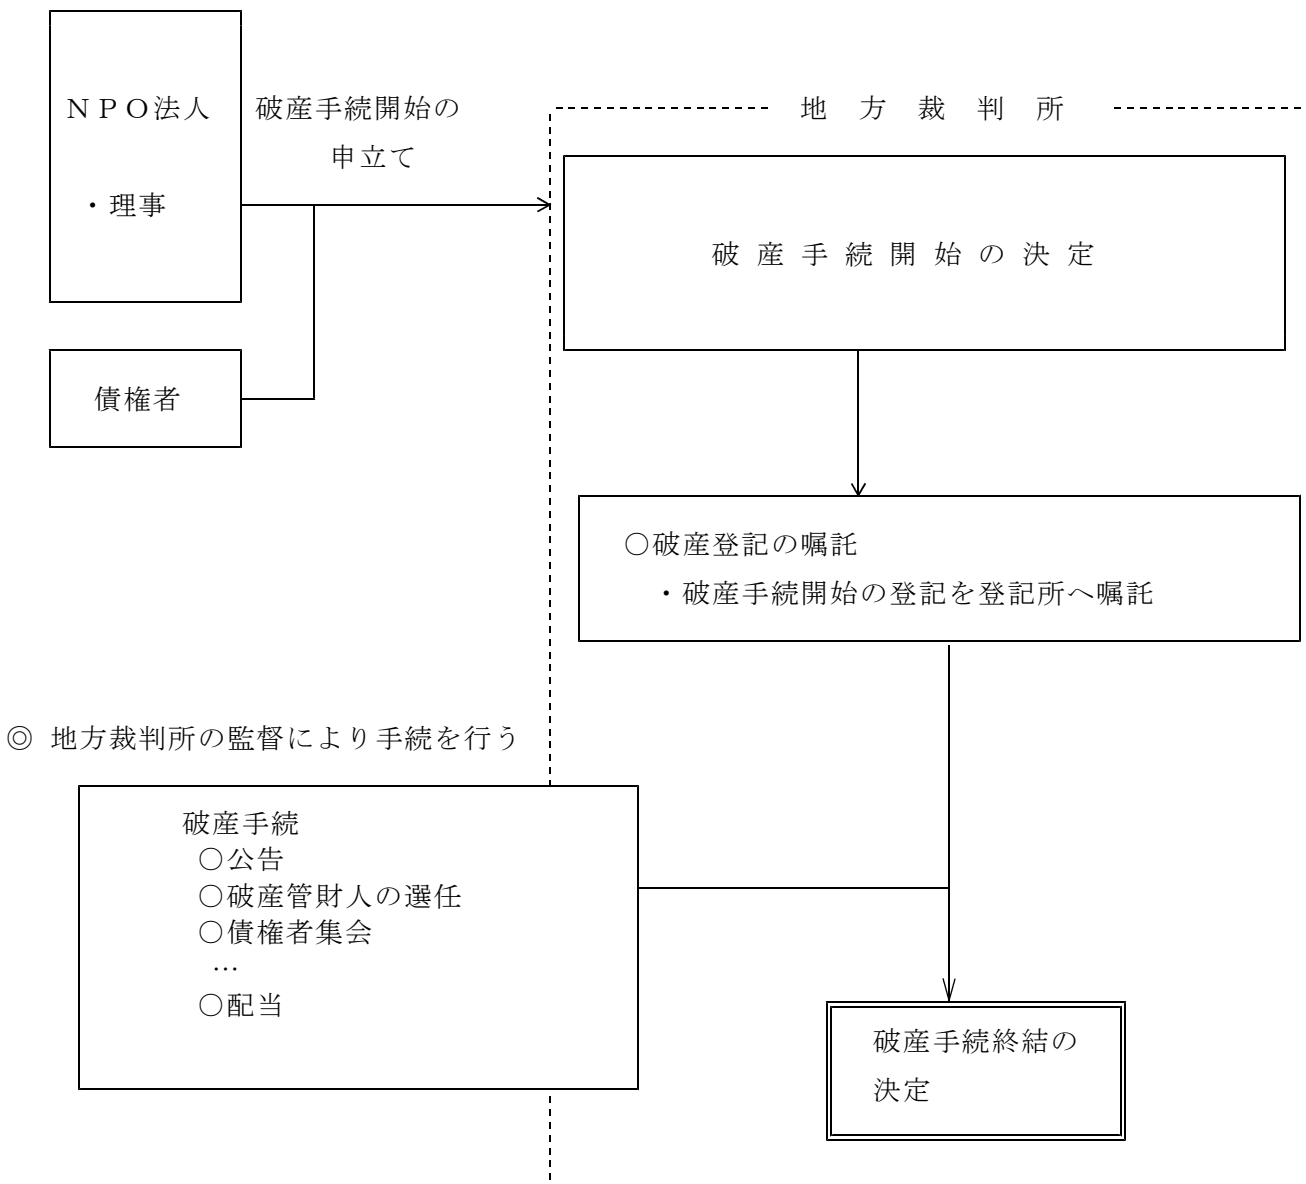 ＮＰＯ法人
・理事
破産手続開始の
申立て
債権者
地方裁判所
破産手続開始の決定
○破産登記の嘱託
・破産手続開始の登記を登記所へ嘱託
◎ 地方裁判所の監督により手続を行う
破産手続
○公告
○破産管財人の選任
○債権者集会
…
○配当
破産手続終結の
決定